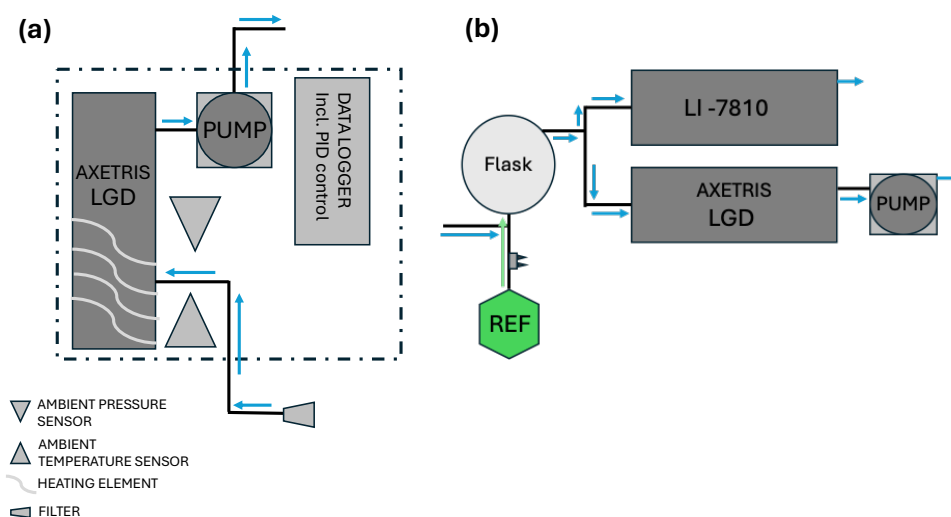 (a)
AXETRIS
LGD
PUMP
DATA LOGGER
Incl. PID control
AMBIENT PRESSURE
SENSOR
AMBIENT
TEMPERATURE SENSOR
HEATING ELEMENT
FILTER
(b)
Flask
REF
LI -7810
AXETRIS
LGD
PUMP